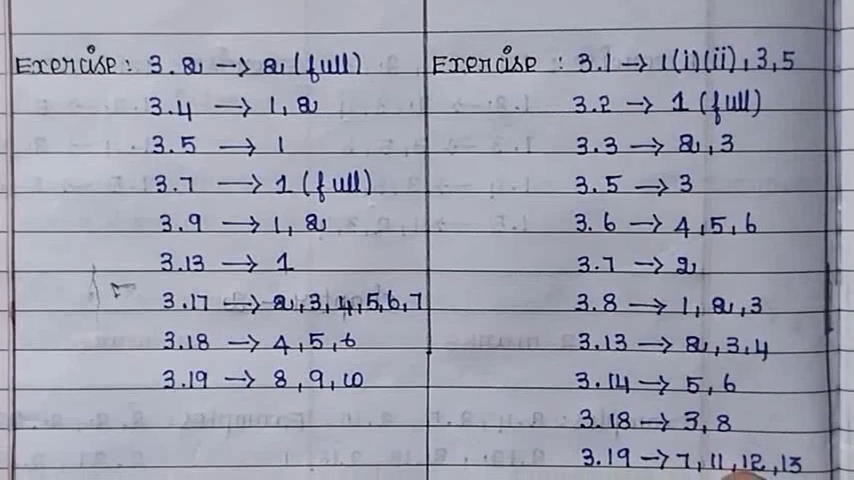 Exercise: 3.2 → 2 (full)
3.4 → 1, 2
3.5 → 1
3.7 → 1 (full)
3.9 → 1, 2
3.13 → 1
3.17 → 2, 3, 4, 5, 6, 7
3.18 → 4, 5, 6
3.19 → 8, 9, 10
Exercise : 3.1 → 1(i)(ii), 3, 5
3.2 → 1 (full)
3.3 → 2, 3
3.5 → 3
3.6 → 4, 5, 6
3.7 → 2
3.8 → 1, 2, 3
3.13 → 2, 3, 4
3.14 → 5, 6
3.18 → 3, 8
3.19 → 7, 11, 12, 13